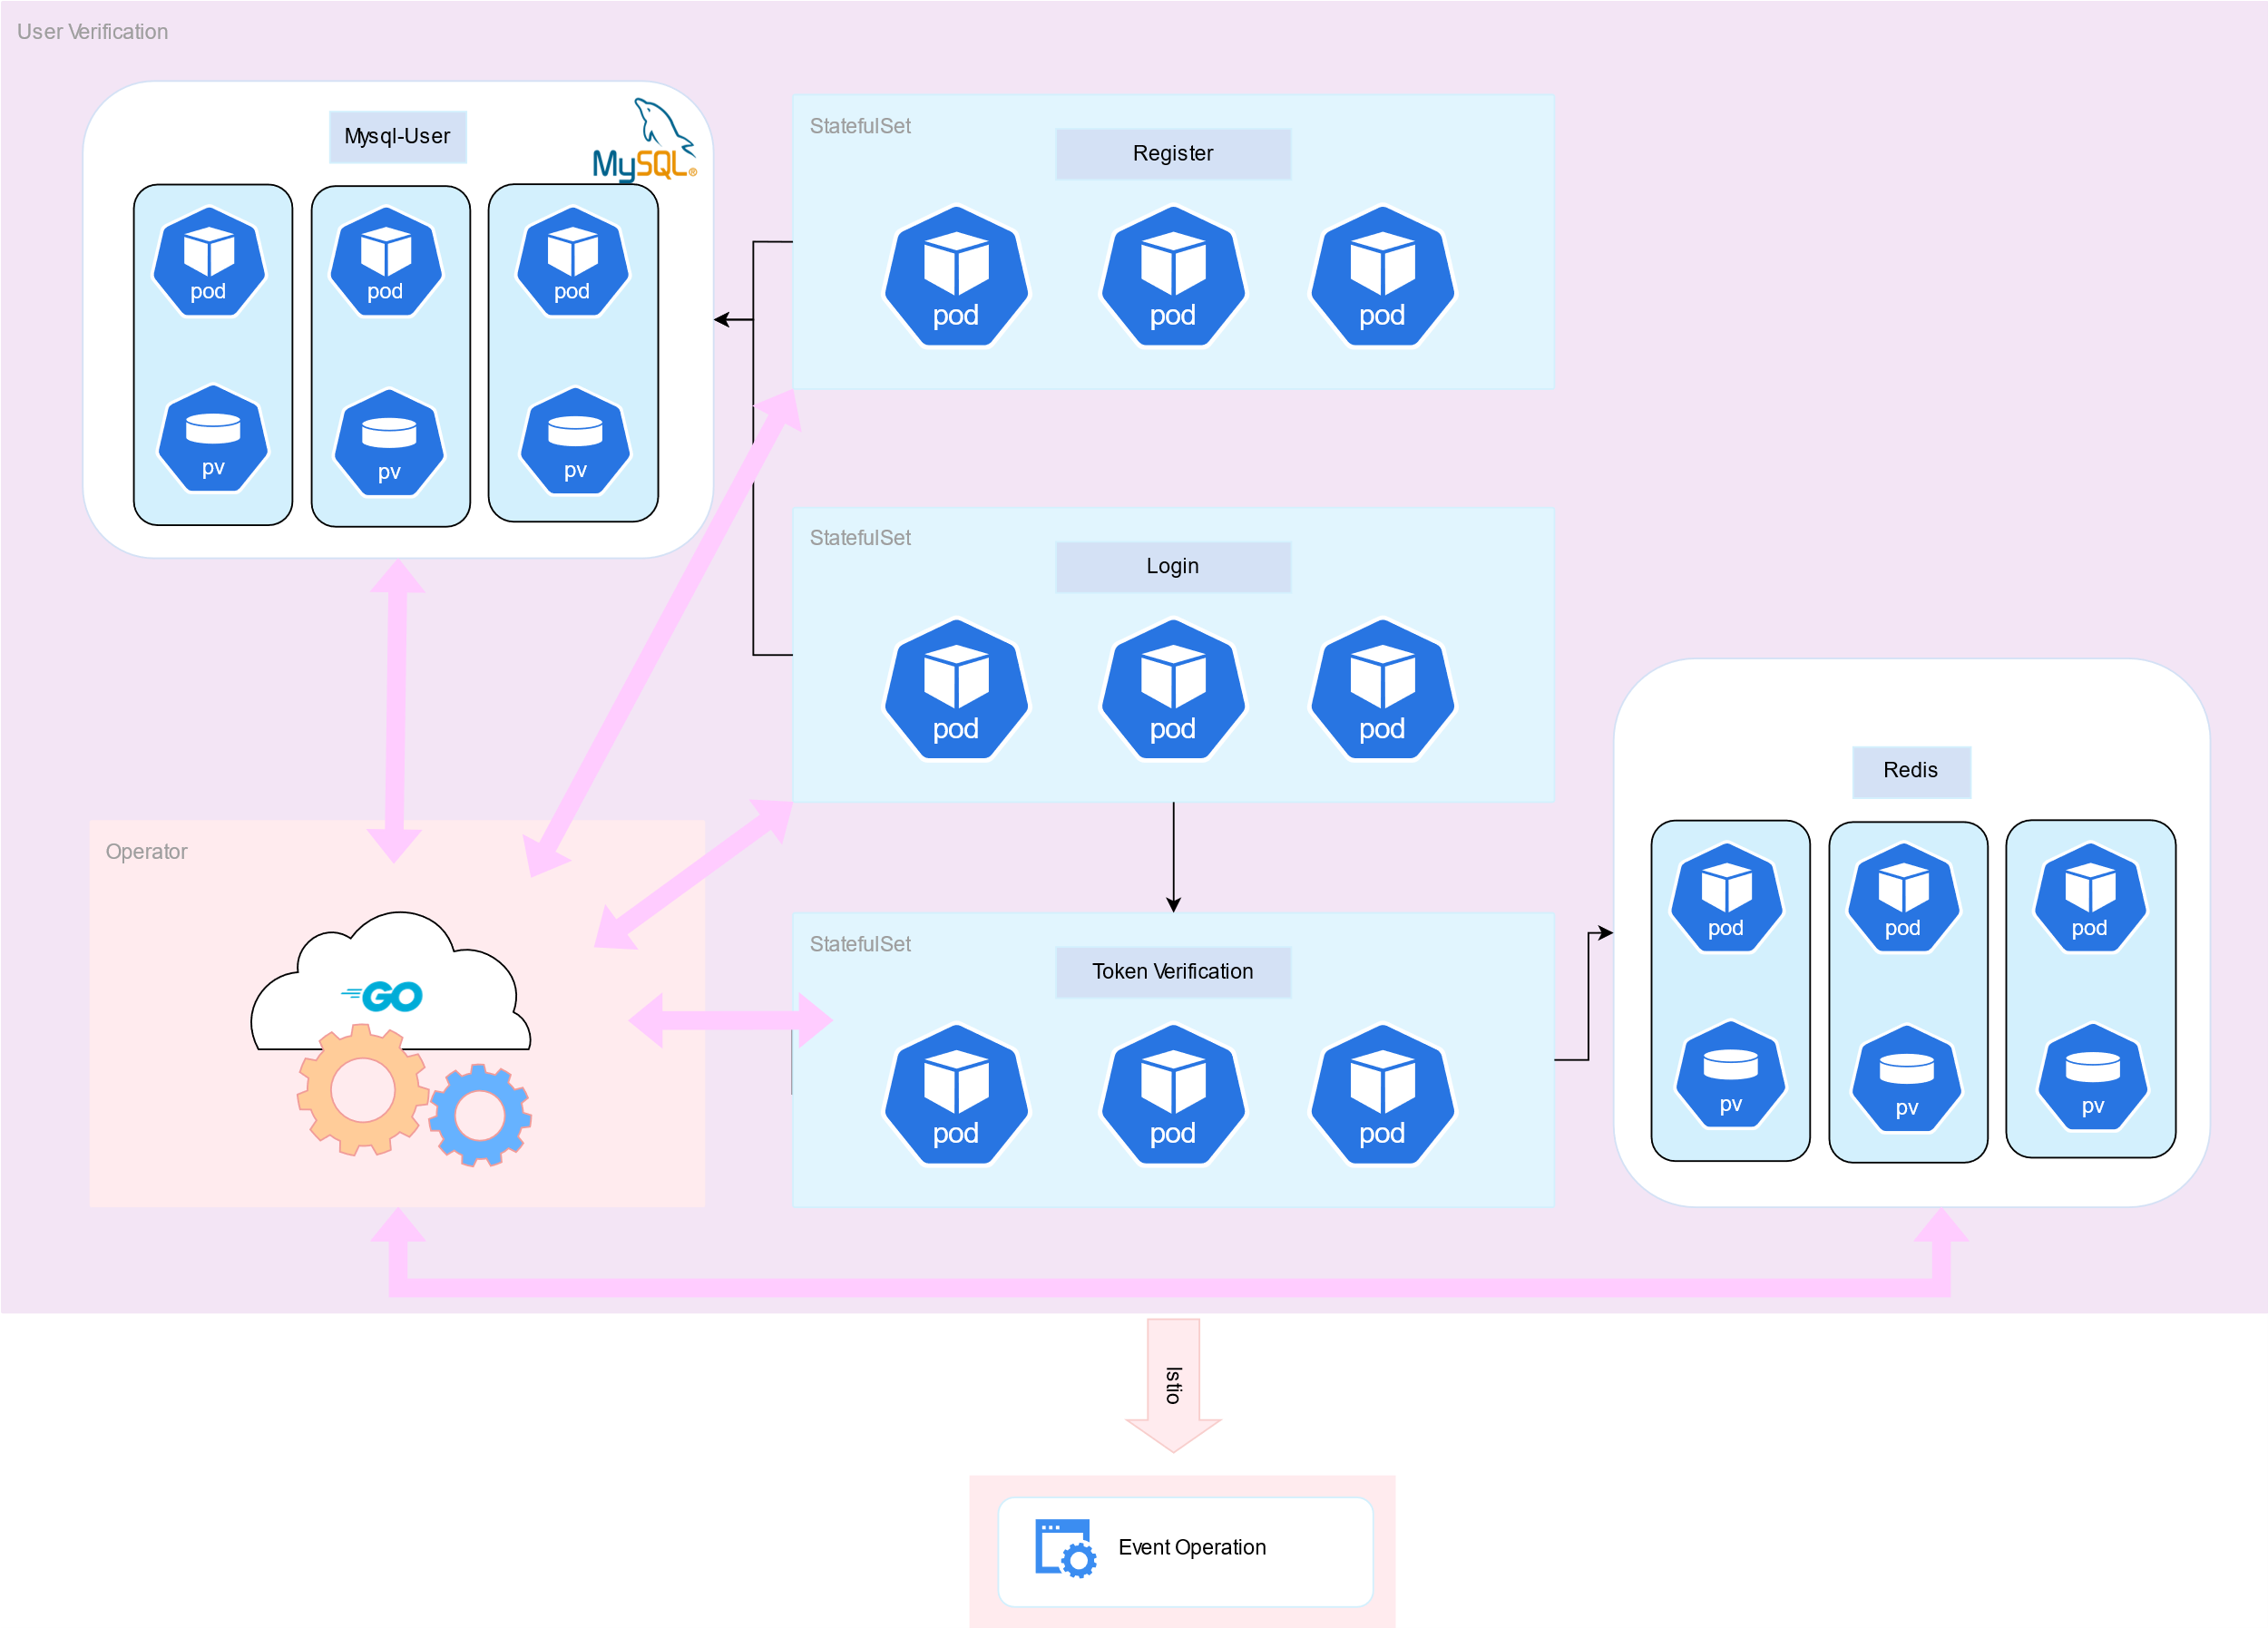 User Verification
Mysql-User
MySQL®
pod
pod
pod
pv
pv
pv
StatefulSet
Register
pod
pod
pod
StatefulSet
Login
pod
pod
pod
Redis
pod
pod
pod
pv
pv
pv
Operator
GO
StatefulSet
Token Verification
pod
pod
pod
Istio
Event Operation